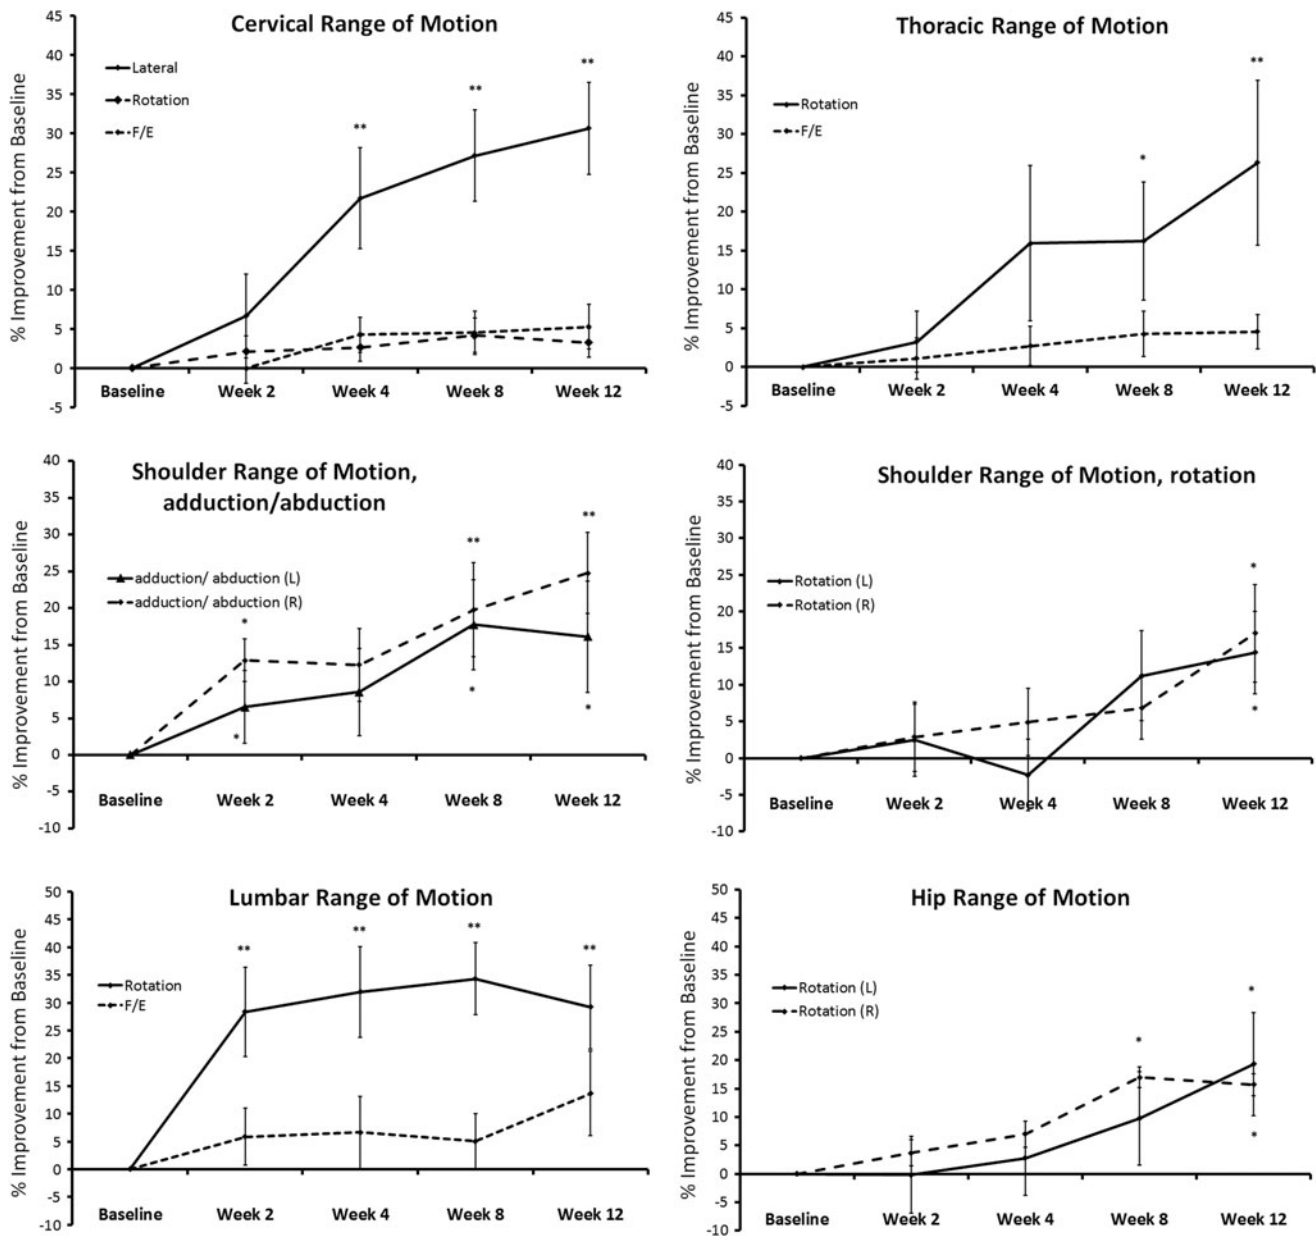 Cervical Range of Motion
% Improvement from Baseline
45
40
35
30
25
20
15
10
5
0
-5
Lateral
Rotation
F/E
**
**
**
Baseline Week 2 Week 4 Week 8 Week 12
Thoracic Range of Motion
% Improvement from Baseline
45
40
35
30
25
20
15
10
5
0
-5
Rotation
F/E
*
**
Baseline Week 2 Week 4 Week 8 Week 12
Shoulder Range of Motion,
adduction/abduction
% Improvement from Baseline
40
35
30
25
20
15
10
5
0
-5
-10
adduction/ abduction (L)
adduction/ abduction (R)
*
*
**
*
**
*
Baseline Week 2 Week 4 Week 8 Week 12
Shoulder Range of Motion, rotation
% Improvement from Baseline
40
35
30
25
20
15
10
5
0
-5
-10
Rotation (L)
Rotation (R)
*
*
*
Baseline Week 2 Week 4 Week 8 Week 12
Lumbar Range of Motion
% Improvement from Baseline
50
45
40
35
30
25
20
15
10
5
0
-5
-10
Rotation
F/E
**
**
**
**
*
Baseline Week 2 Week 4 Week 8 Week 12
Hip Range of Motion
% Improvement from Baseline
50
45
40
35
30
25
20
15
10
5
0
-5
-10
Rotation (L)
Rotation (R)
*
*
*
Baseline Week 2 Week 4 Week 8 Week 12